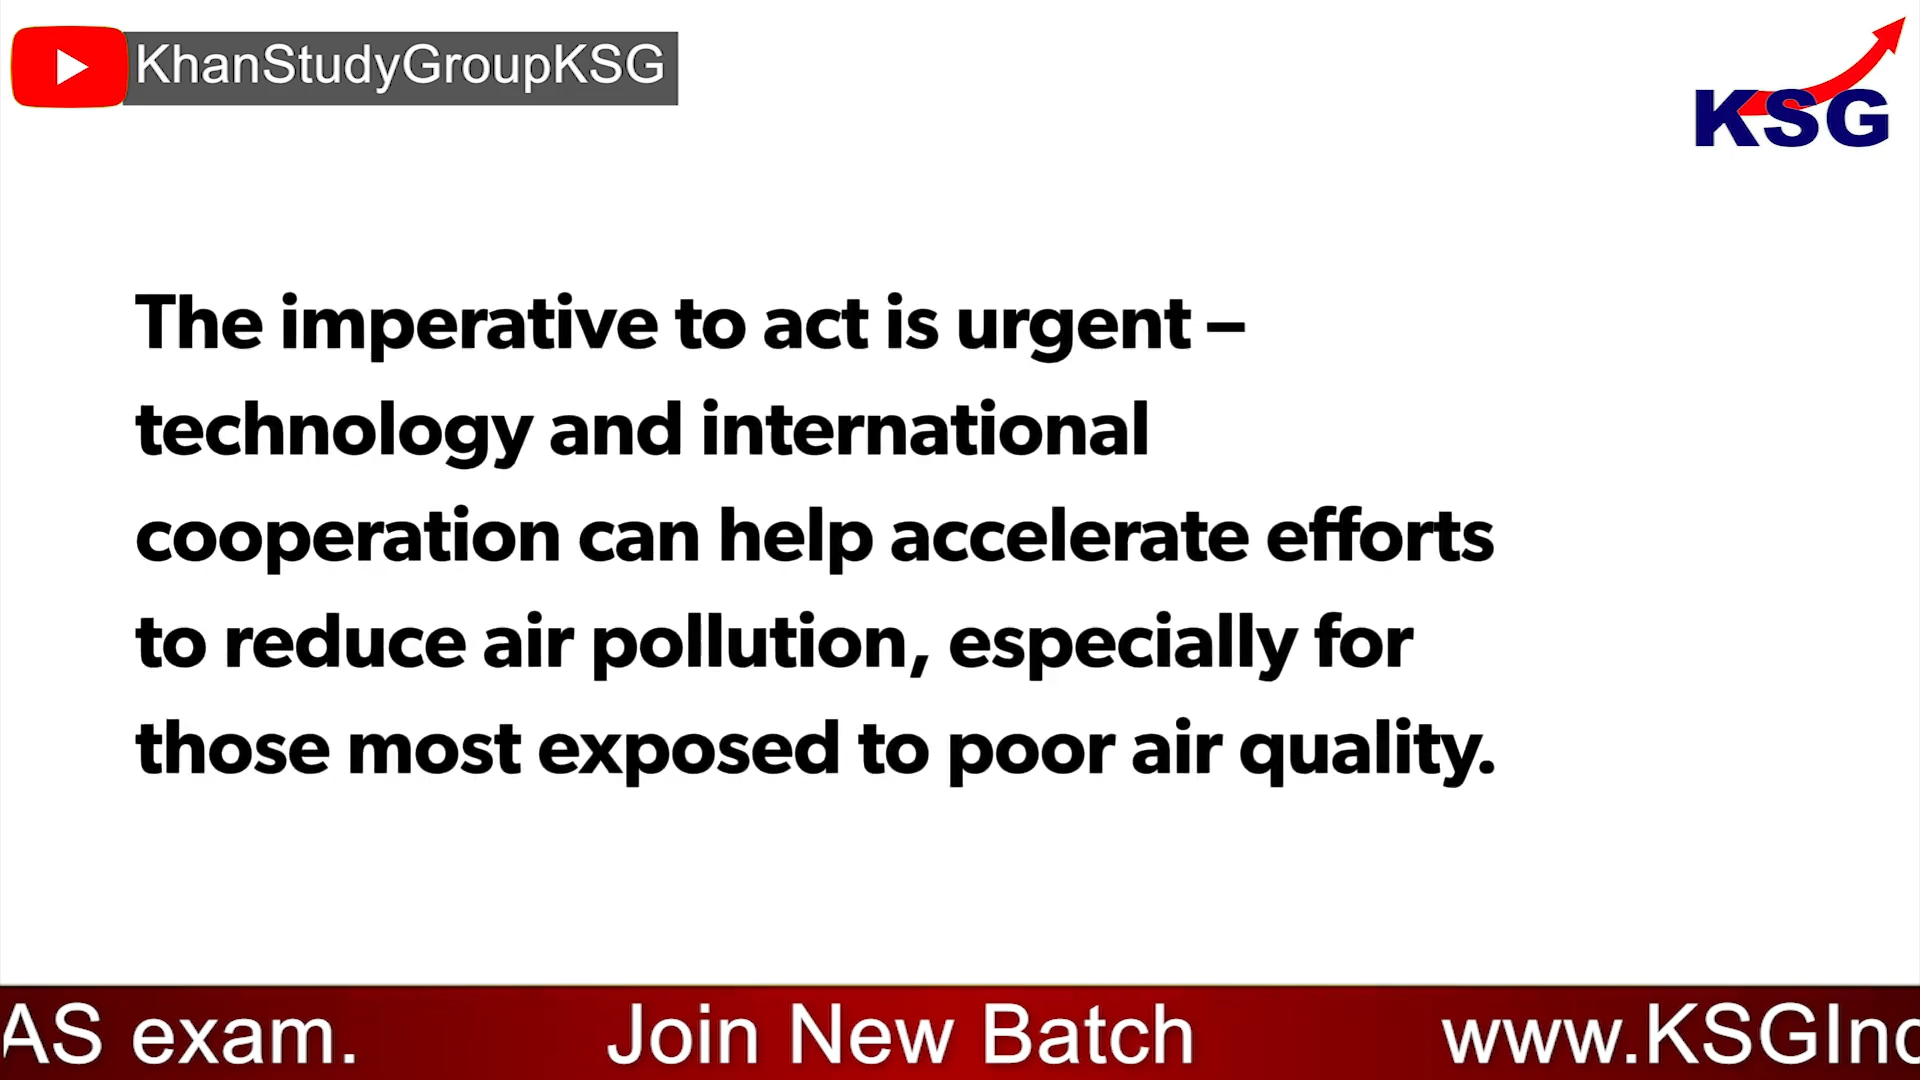 KhanStudyGroupKSG
KSG
The imperative to act is urgent –
technology and international
cooperation can help accelerate efforts
to reduce air pollution, especially for
those most exposed to poor air quality.
AS exam. Join New Batch www.KSGInd